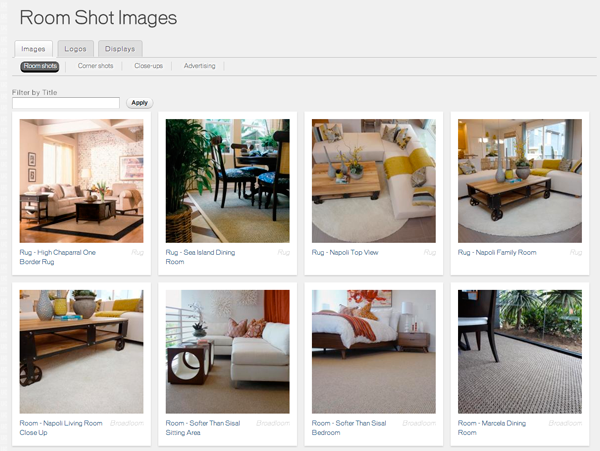 Room Shot Images
Images Logos Displays
Room shots Corner shots Close-ups Advertising
Filter by Title
Apply
Rug - High Chaparral One Border Rug Rug
Rug - Sea Island Dining Room Rug
Rug - Napoli Top View Rug
Rug - Napoli Family Room Rug
Room - Napoli Living Room Close Up Broadloom
Room - Softer Than Sisal Sitting Area Broadloom
Room - Softer Than Sisal Bedroom Broadloom
Room - Marcela Dining Room Broadloom